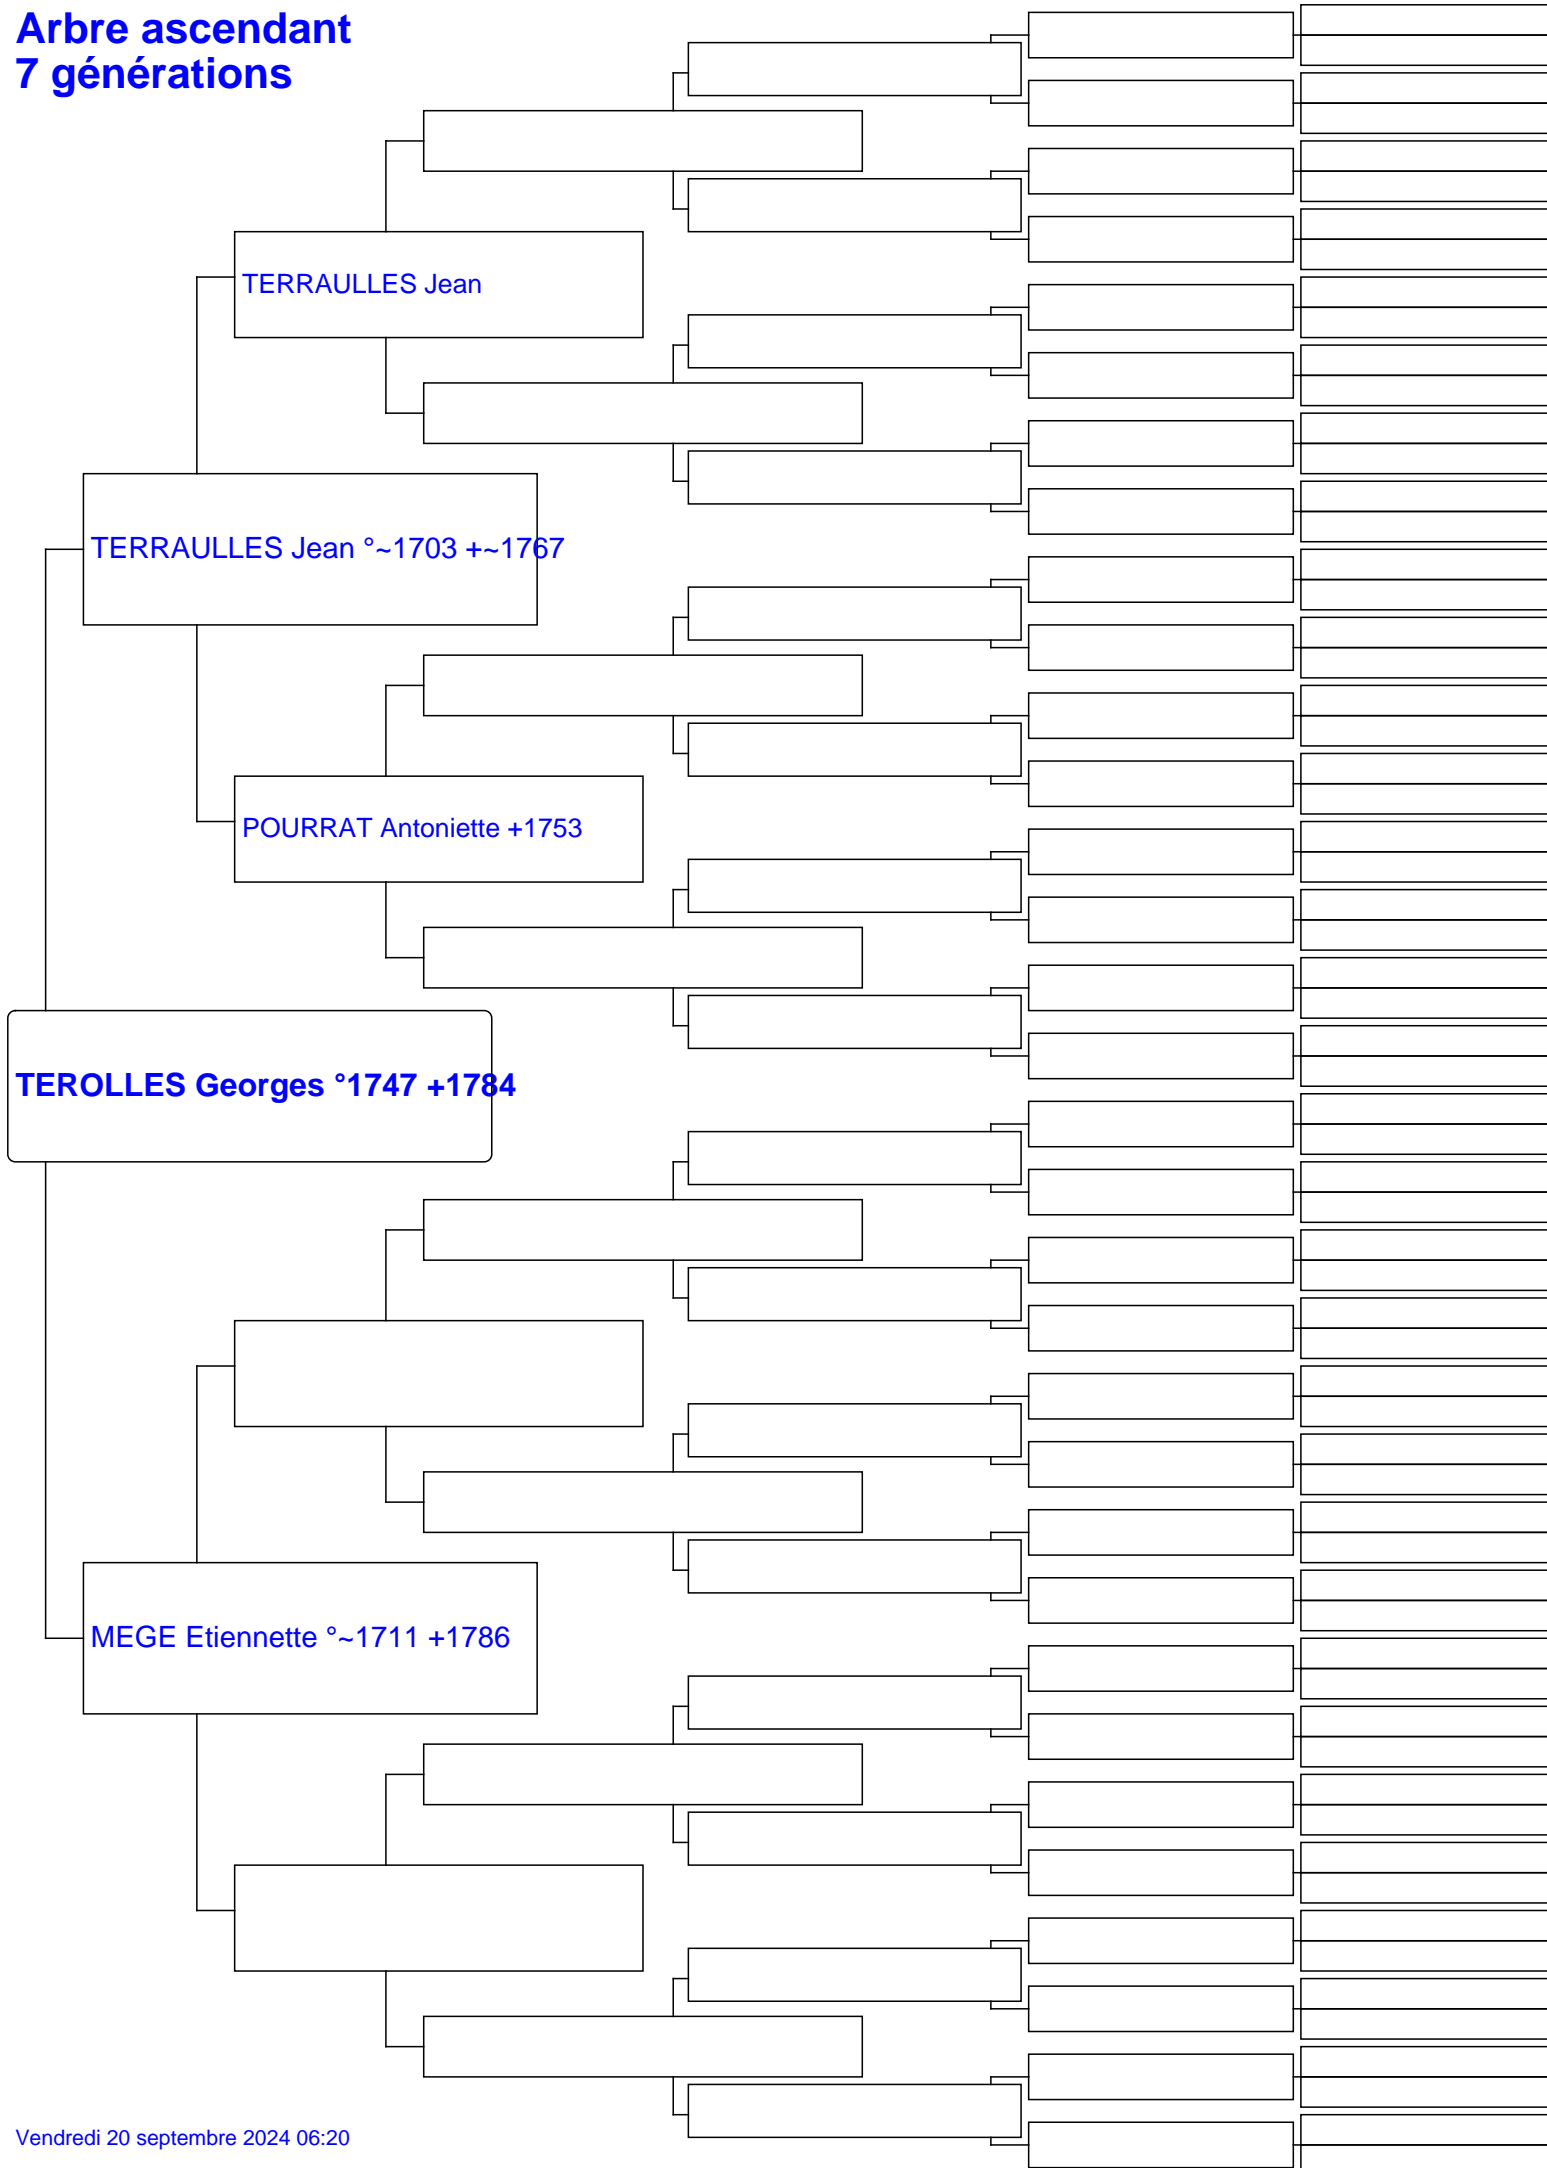 Arbre ascendant
7 générations
TERRAULLES Jean
TERRAULLES Jean °~1703 +~1767
POURRAT Antoniette +1753
TEROLLES Georges °1747 +1784
MEGE Etiennette °~1711 +1786
Vendredi 20 septembre 2024 06:20